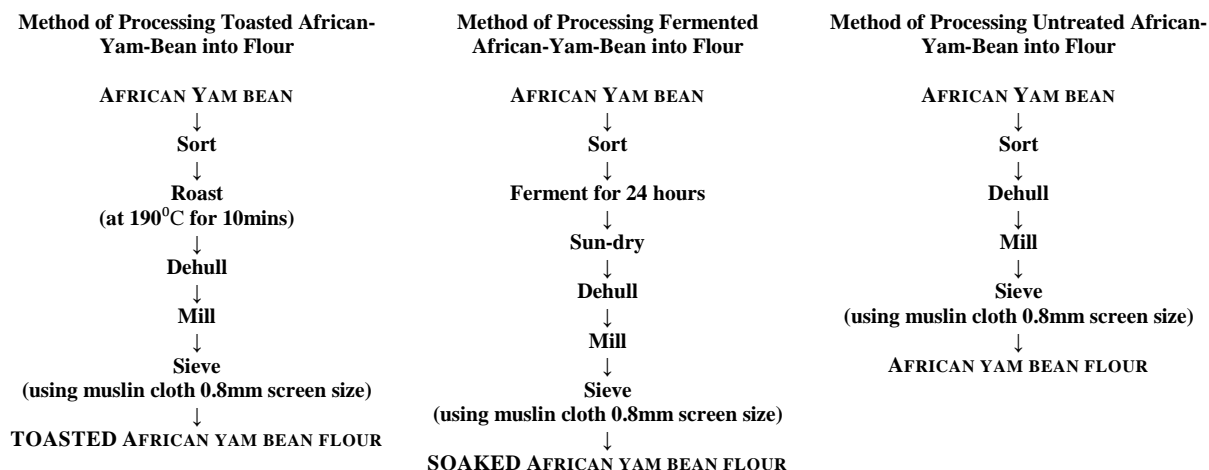 Method of Processing Toasted African-
Yam-Bean into Flour
AFRICAN YAM BEAN
↓
Sort
↓
Roast
(at 190⁰C for 10mins)
↓
Dehull
↓
Mill
↓
Sieve
(using muslin cloth 0.8mm screen size)
↓
TOASTED AFRICAN YAM BEAN FLOUR
Method of Processing Fermented
African-Yam-Bean into Flour
AFRICAN YAM BEAN
↓
Sort
↓
Ferment for 24 hours
↓
Sun-dry
↓
Dehull
↓
Mill
↓
Sieve
(using muslin cloth 0.8mm screen size)
↓
SOAKED AFRICAN YAM BEAN FLOUR
Method of Processing Untreated African-
Yam-Bean into Flour
AFRICAN YAM BEAN
↓
Sort
↓
Dehull
↓
Mill
↓
Sieve
(using muslin cloth 0.8mm screen size)
↓
AFRICAN YAM BEAN FLOUR